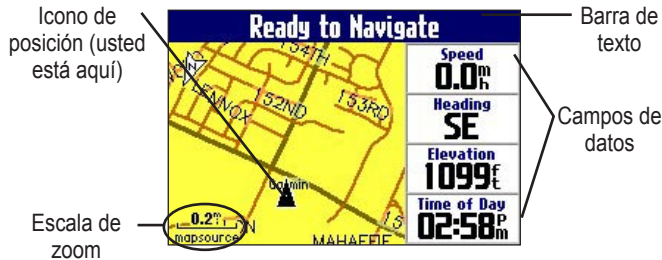 Icono de
posición (usted
está aquí)
Ready to Navigate
Barra de
texto
Speed
0.0 m h
Heading
SE
Elevation
1099 f t
Time of Day
02:58 P m
Campos de
datos
N
154TH
LENNOX
152ND
153RD
Garmin
15
MAHAFFIE
N
0.2 m
mapsource
Escala de
zoom